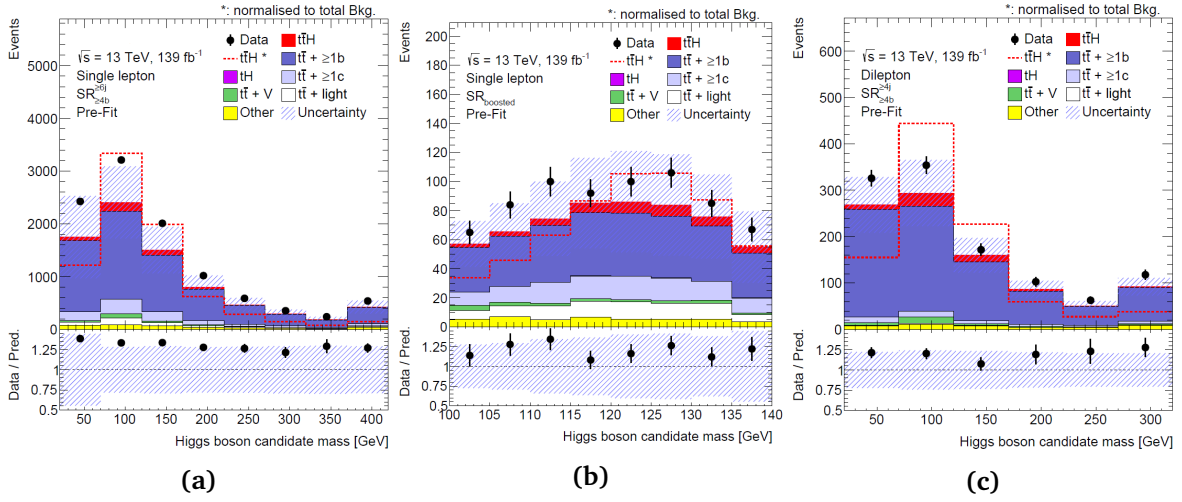 *: normalised to total Bkg.
Events
5000
4000
3000
2000
1000
0
√s = 13 TeV, 139 fb⁻¹
Single lepton
SR≥6j≥4b
Pre-Fit
Data
tt̄H
tt̄H *
tt̄ + ≥1b
tH
tt̄ + ≥1c
tt̄ + V
tt̄ + light
Other
Uncertainty
Data / Pred.
1.25
1
0.75
0.5
50 100 150 200 250 300 350 400
Higgs boson candidate mass [GeV]
(a)
*: normalised to total Bkg.
Events
200
180
160
140
120
100
80
60
40
20
0
√s = 13 TeV, 139 fb⁻¹
Single lepton
SRboosted
Pre-Fit
Data
tt̄H
tt̄H *
tt̄ + ≥1b
tH
tt̄ + ≥1c
tt̄ + V
tt̄ + light
Other
Uncertainty
Data / Pred.
1.25
1
0.75
0.5
100 105 110 115 120 125 130 135 140
Higgs boson candidate mass [GeV]
(b)
*: normalised to total Bkg.
Events
600
500
400
300
200
100
0
√s = 13 TeV, 139 fb⁻¹
Dilepton
SR≥4j≥4b
Pre-Fit
Data
tt̄H
tt̄H *
tt̄ + ≥1b
tH
tt̄ + ≥1c
tt̄ + V
tt̄ + light
Other
Uncertainty
Data / Pred.
1.25
1
0.75
0.5
50 100 150 200 250 300
Higgs boson candidate mass [GeV]
(c)